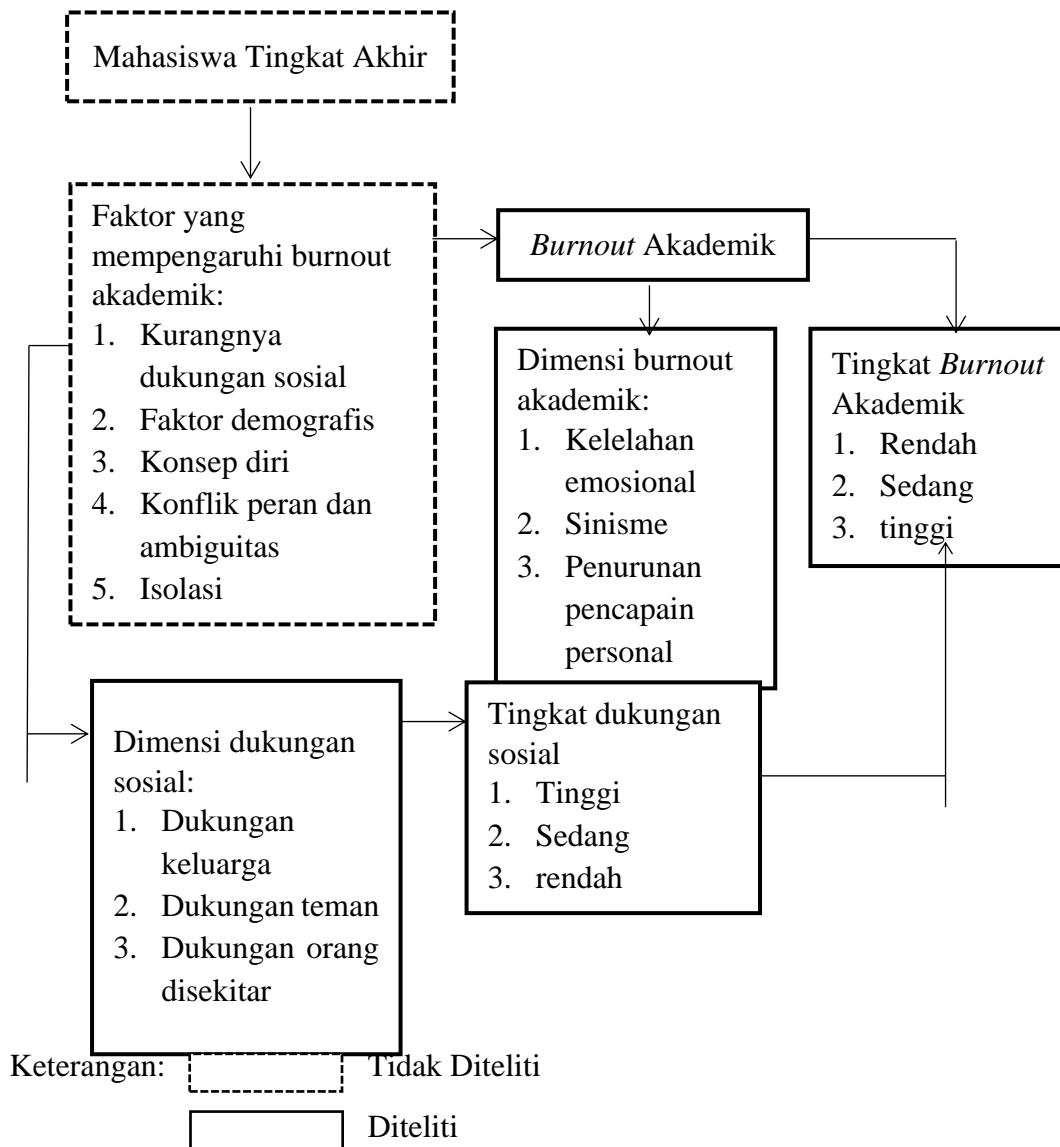 Mahasiswa Tingkat Akhir
Faktor yang
mempengaruhi burnout
akademik:
1. Kurangnya
dukungan sosial
2. Faktor demografis
3. Konsep diri
4. Konflik peran dan
ambiguitas
5. Isolasi
Burnout Akademik
Dimensi burnout
akademik:
1. Kelelahan
emosional
2. Sinisme
3. Penurunan
pencapain
personal
Tingkat Burnout
Akademik
1. Rendah
2. Sedang
3. tinggi
Dimensi dukungan
sosial:
1. Dukungan
keluarga
2. Dukungan teman
3. Dukungan orang
disekitar
Tingkat dukungan
sosial
1. Tinggi
2. Sedang
3. rendah
Keterangan:
Tidak Diteliti
Diteliti